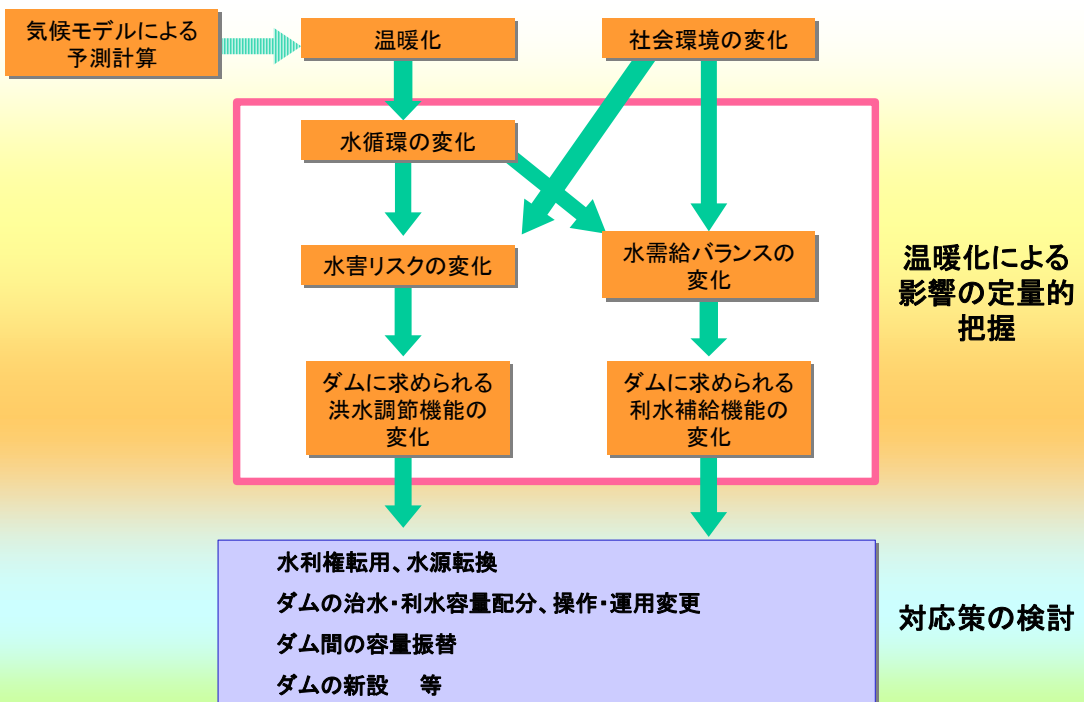 気候モデルによる
予測計算
温暖化
社会環境の変化
水循環の変化
水害リスクの変化
水需給バランスの
変化
温暖化による
影響の定量的
把握
ダムに求められる
洪水調節機能の
変化
ダムに求められる
利水補給機能の
変化
水利権転用、水源転換
ダムの治水・利水容量配分、操作・運用変更
ダム間の容量振替
ダムの新設　等
対応策の検討